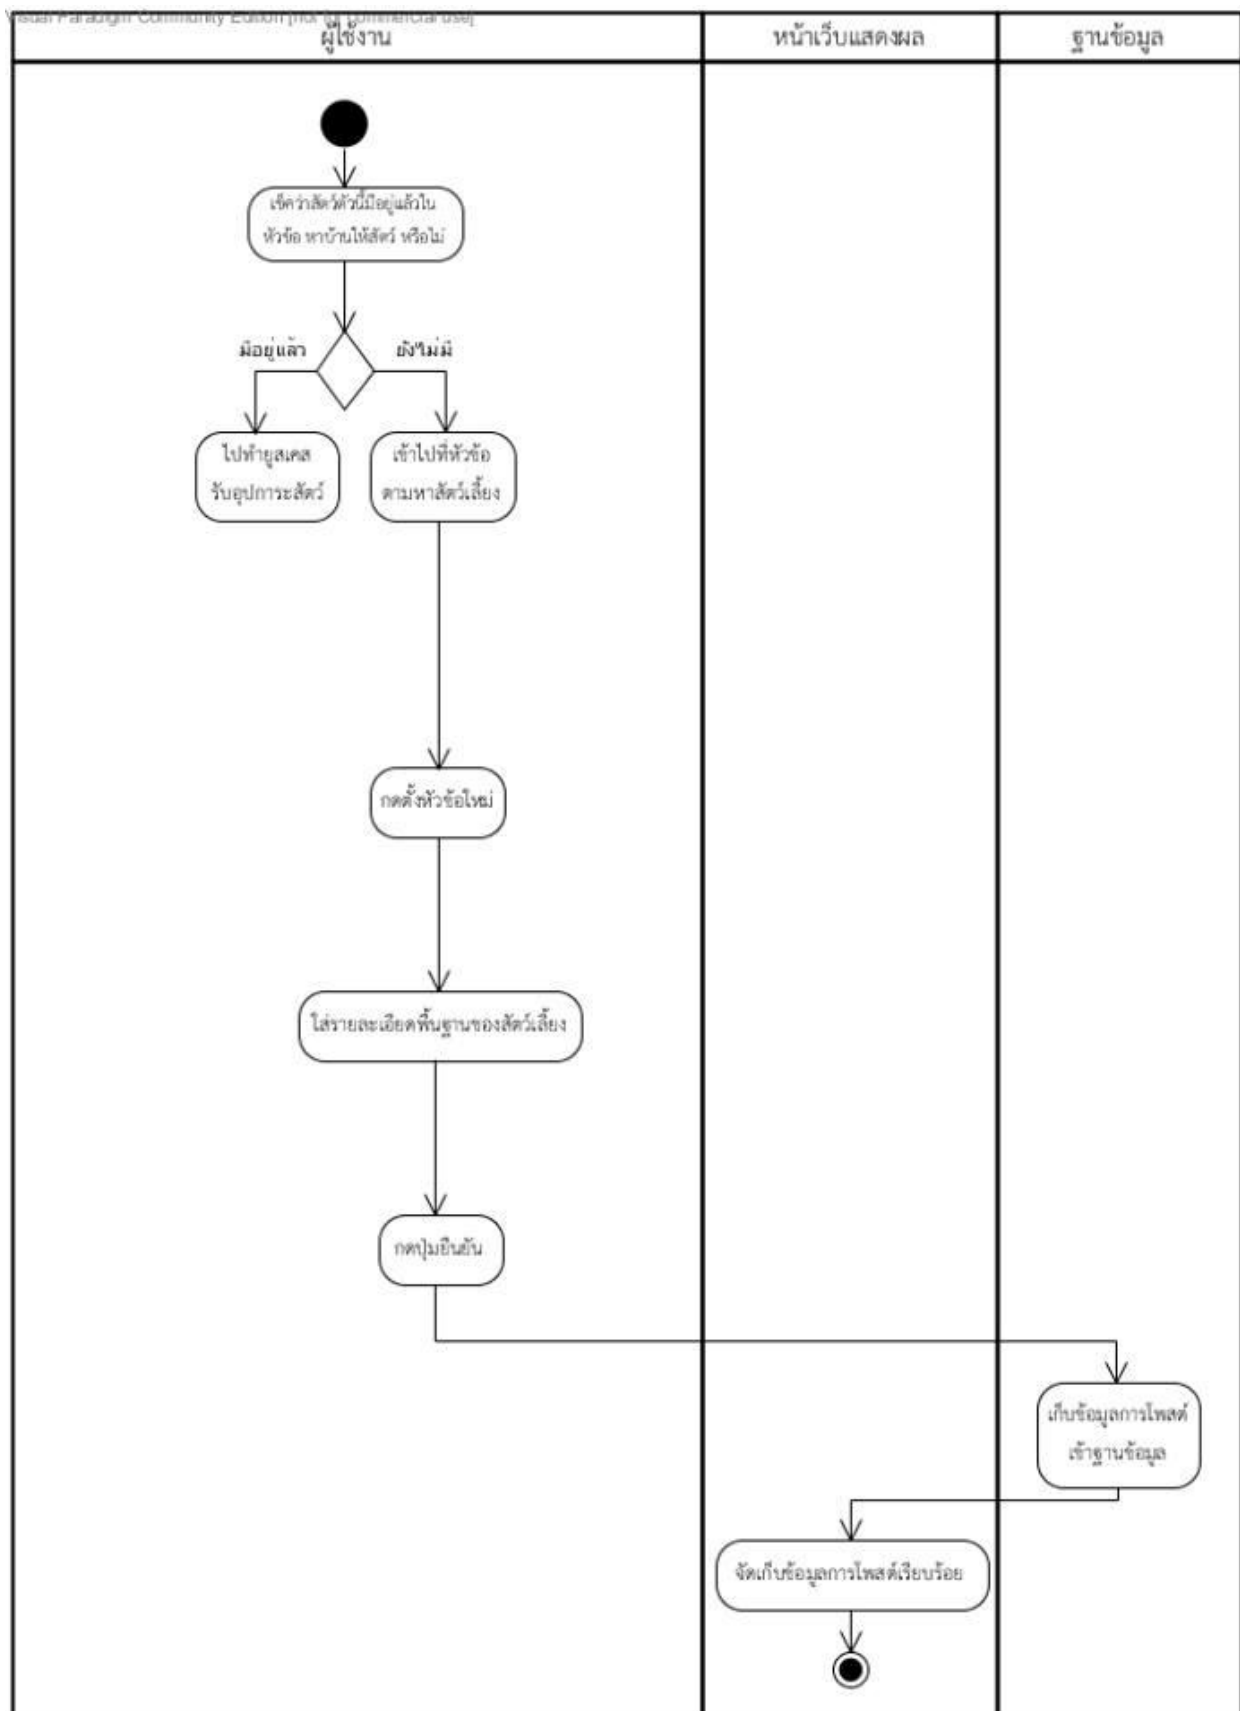 Visual Paradigm Community Edition [not for commercial use]
ผู้ใช้งาน
หน้าเว็บแสดงผล
ฐานข้อมูล
เช็คว่าสัตว์ตัวนี้มีอยู่แล้วใน
หัวข้อ หาบ้านให้สัตว์ หรือไม่
มีอยู่แล้ว
ยังไม่มี
ไปทำยูสเคส
รับอุปการะสัตว์
เข้าไปที่หัวข้อ
ตามหาสัตว์เลี้ยง
กดตั้งหัวข้อใหม่
ใส่รายละเอียดพื้นฐานของสัตว์เลี้ยง
กดปุ่มยืนยัน
เก็บข้อมูลการโพสต์
เข้าฐานข้อมูล
จัดเก็บข้อมูลการโพสต์เรียบร้อย